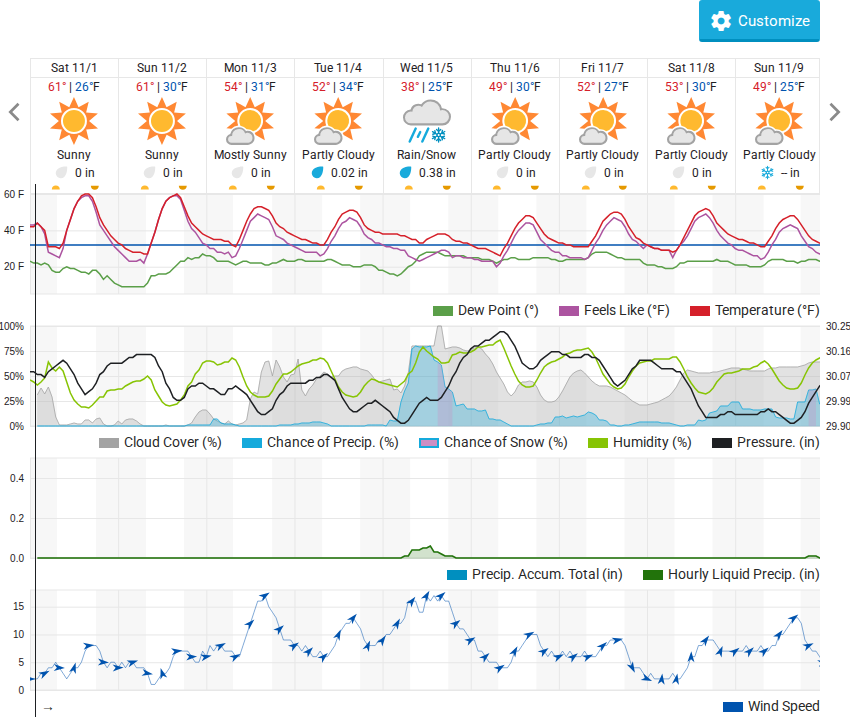 Customize
Sat 11/1 Sun 11/2 Mon 11/3 Tue 11/4 Wed 11/5 Thu 11/6 Fri 11/7 Sat 11/8 Sun 11/9
61° | 26°F 61° | 30°F 54° | 31°F 52° | 34°F 38° | 25°F 49° | 30°F 52° | 27°F 53° | 30°F 49° | 25°F
Sunny Sunny Mostly Sunny Partly Cloudy Rain/Snow Partly Cloudy Partly Cloudy Partly Cloudy Partly Cloudy
0 in 0 in 0 in 0.02 in 0.38 in 0 in 0 in 0 in – in
60 F
40 F
20 F
Dew Point (°) Feels Like (°F) Temperature (°F)
100% 30.25
75% 30.16
50% 30.07
25% 29.99
0% 29.90
Cloud Cover (%) Chance of Precip. (%) Chance of Snow (%) Humidity (%) Pressure. (in)
0.4
0.2
0.0
Precip. Accum. Total (in) Hourly Liquid Precip. (in)
15
10
5
0
→ Wind Speed